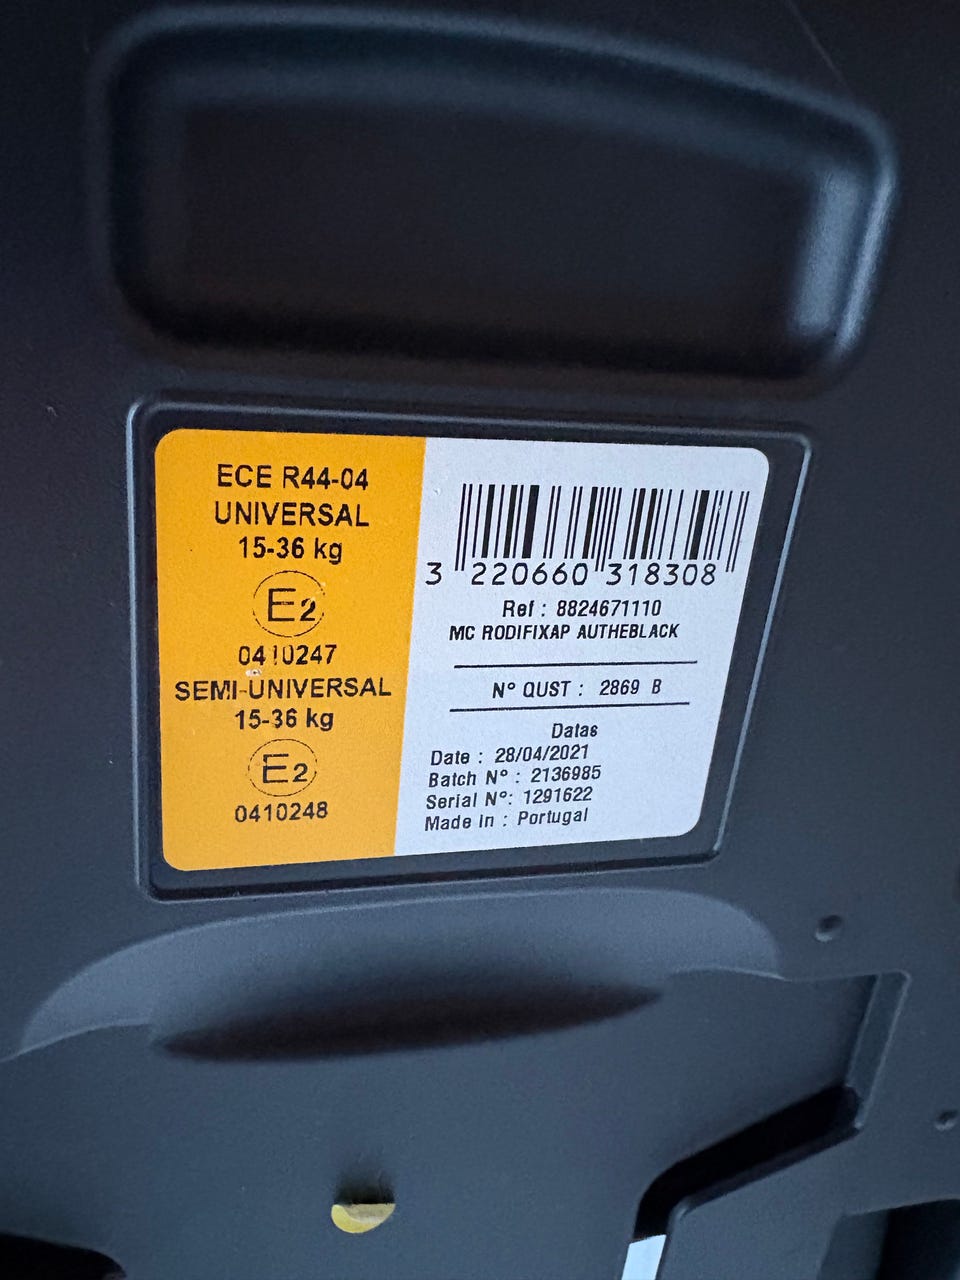 ECE R44-04
UNIVERSAL
15-36 kg
E2
0410247
SEMI-UNIVERSAL
15-36 kg
E2
0410248
3 220660 318308
Ref : 8824671110
MC RODIFIXAP AUTHEBLACK
N° QUST : 2869 B
Datas
Date : 28/04/2021
Batch N° : 2136985
Serial N°: 1291622
Made in : Portugal